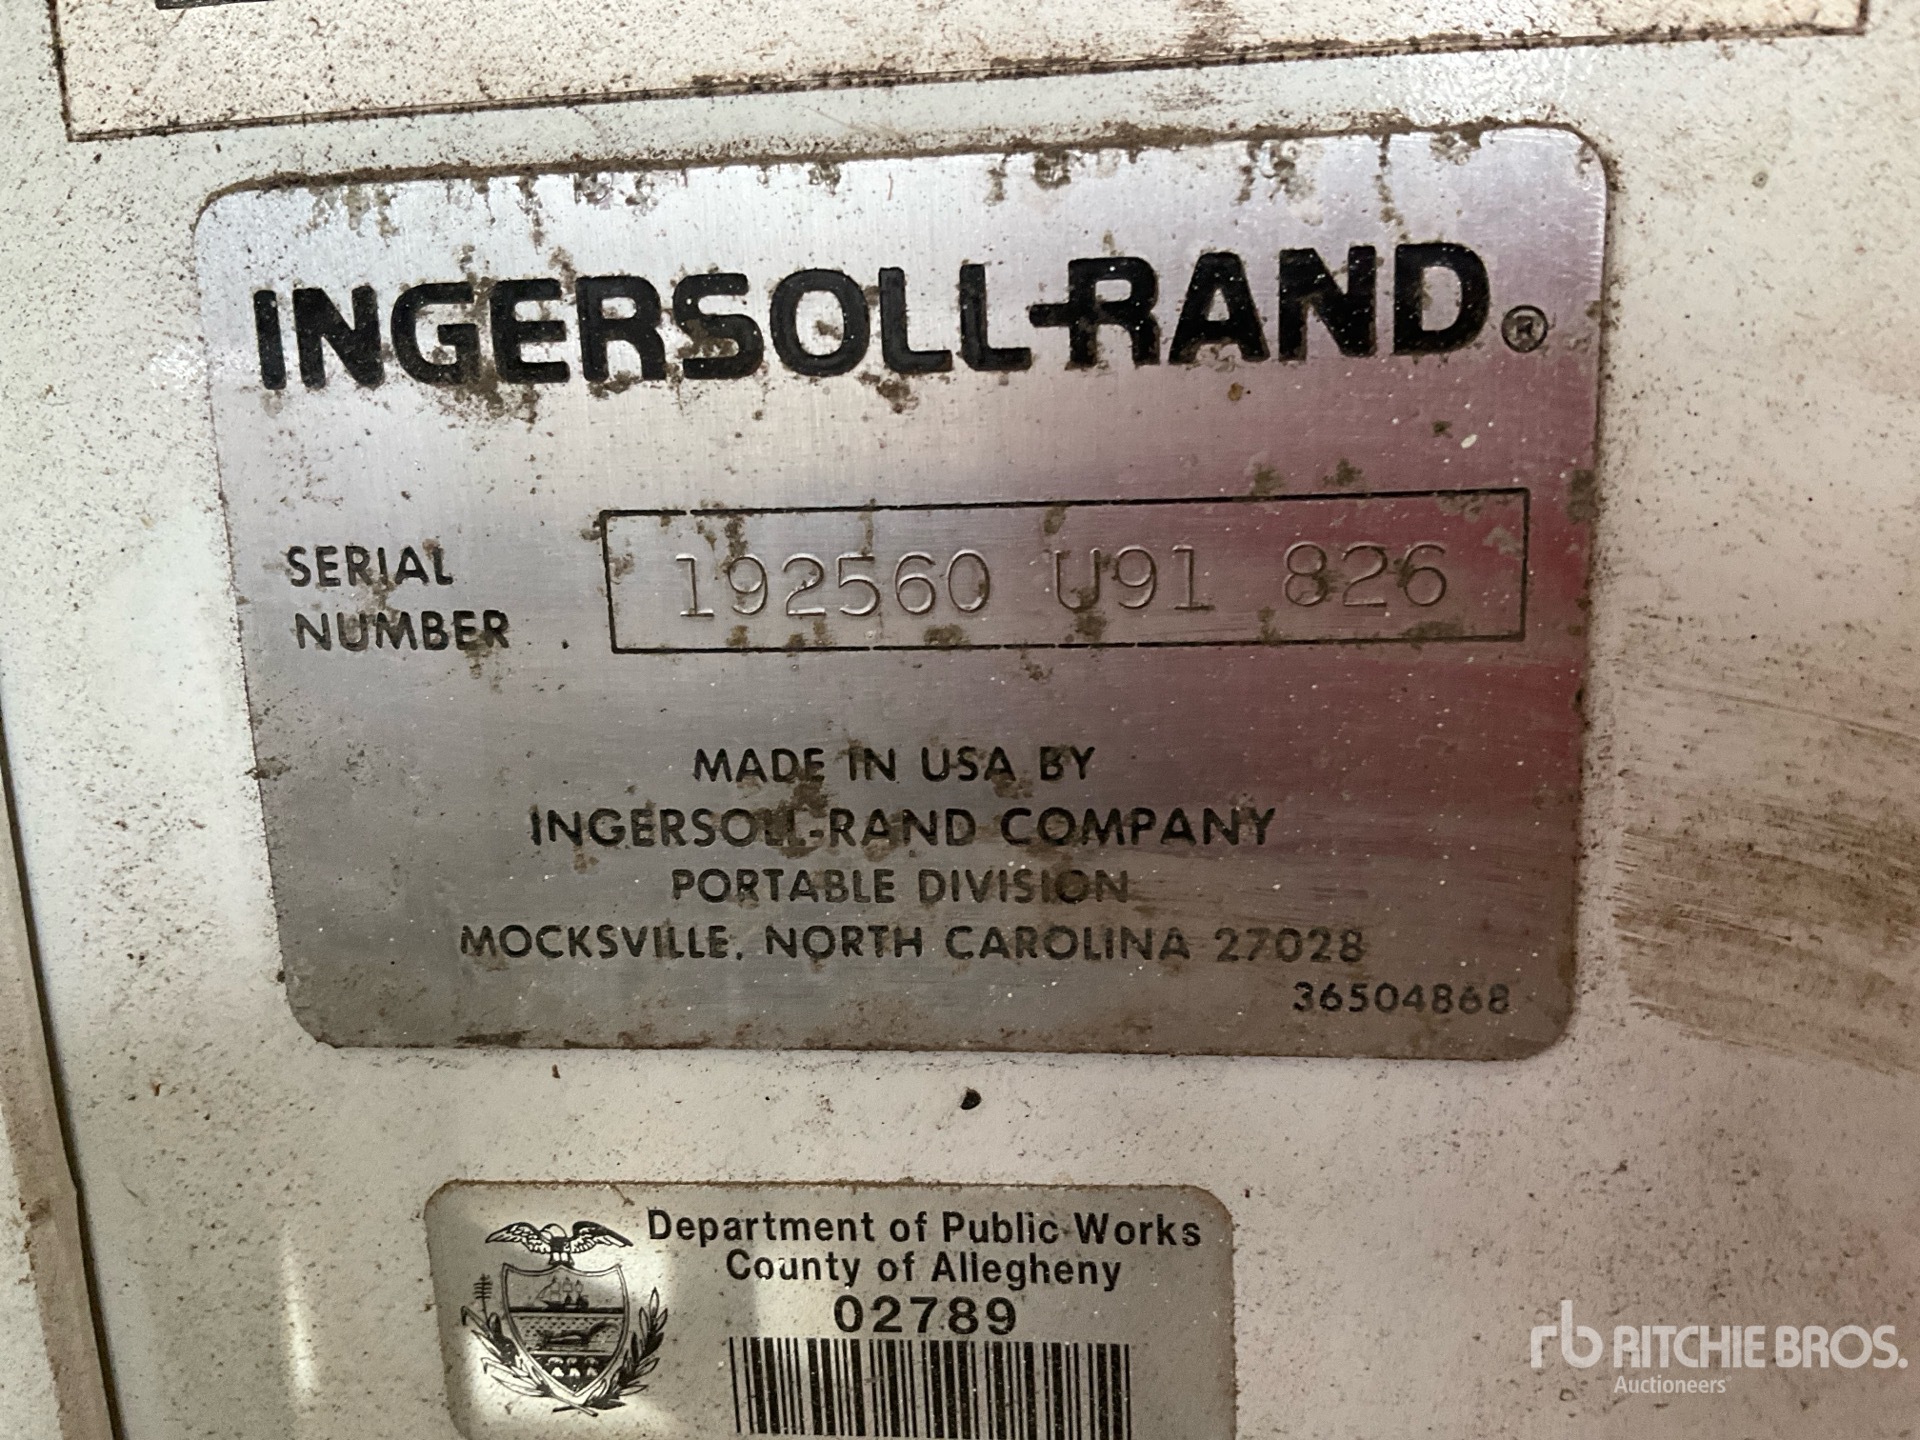 INGERSOLL-RAND®
SERIAL NUMBER
192560 U91 826
MADE IN USA BY
INGERSOLL-RAND COMPANY
PORTABLE DIVISION
MOCKSVILLE, NORTH CAROLINA 27028
36504868
Department of Public Works
County of Allegheny
02789
rb RITCHIE BROS.
Auctioneers